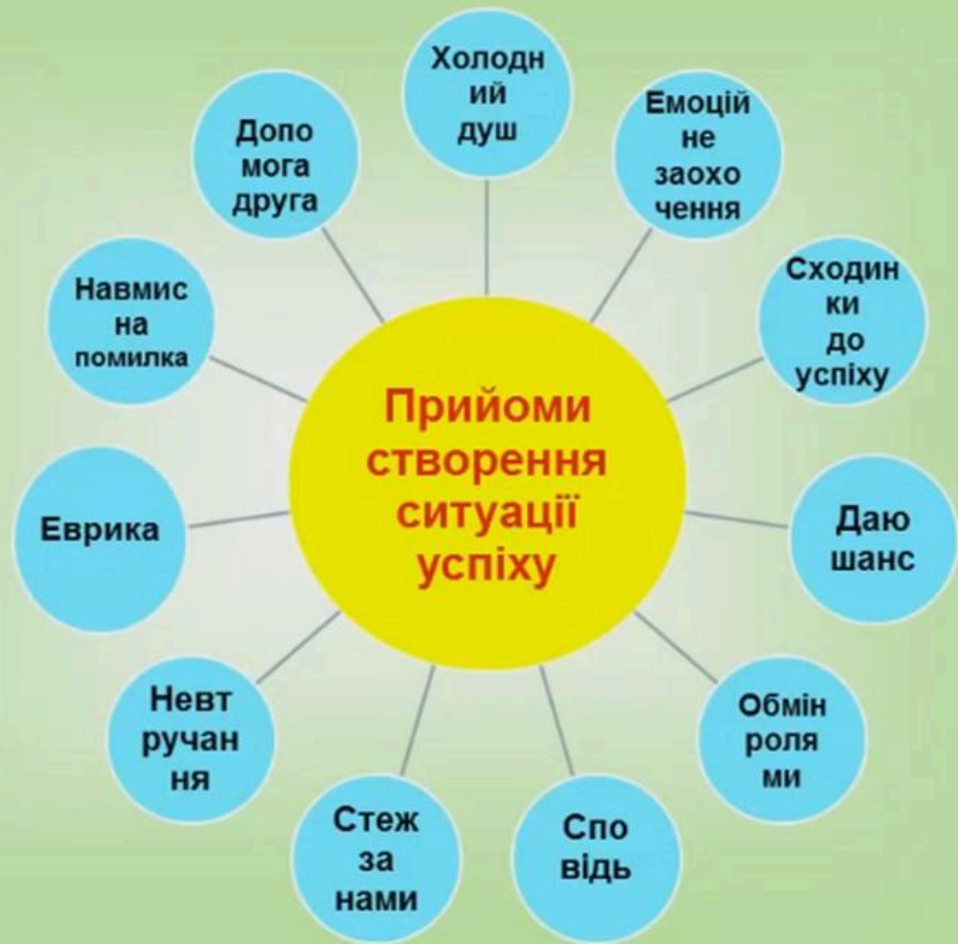 Прийоми
створення
ситуації
успіху
Холодн
ий
душ
Емоцій
не
заохо
чення
Сходин
ки
до
успіху
Даю
шанс
Обмін
роля
ми
Спо
відь
Стеж
за
нами
Невт
ручан
ня
Еврика
Навмис
на
помилка
Допо
мога
друга